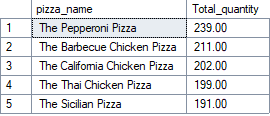 pizza_name Total_quantity
1 The Pepperoni Pizza 239.00
2 The Barbecue Chicken Pizza 211.00
3 The California Chicken Pizza 202.00
4 The Thai Chicken Pizza 199.00
5 The Sicilian Pizza 191.00